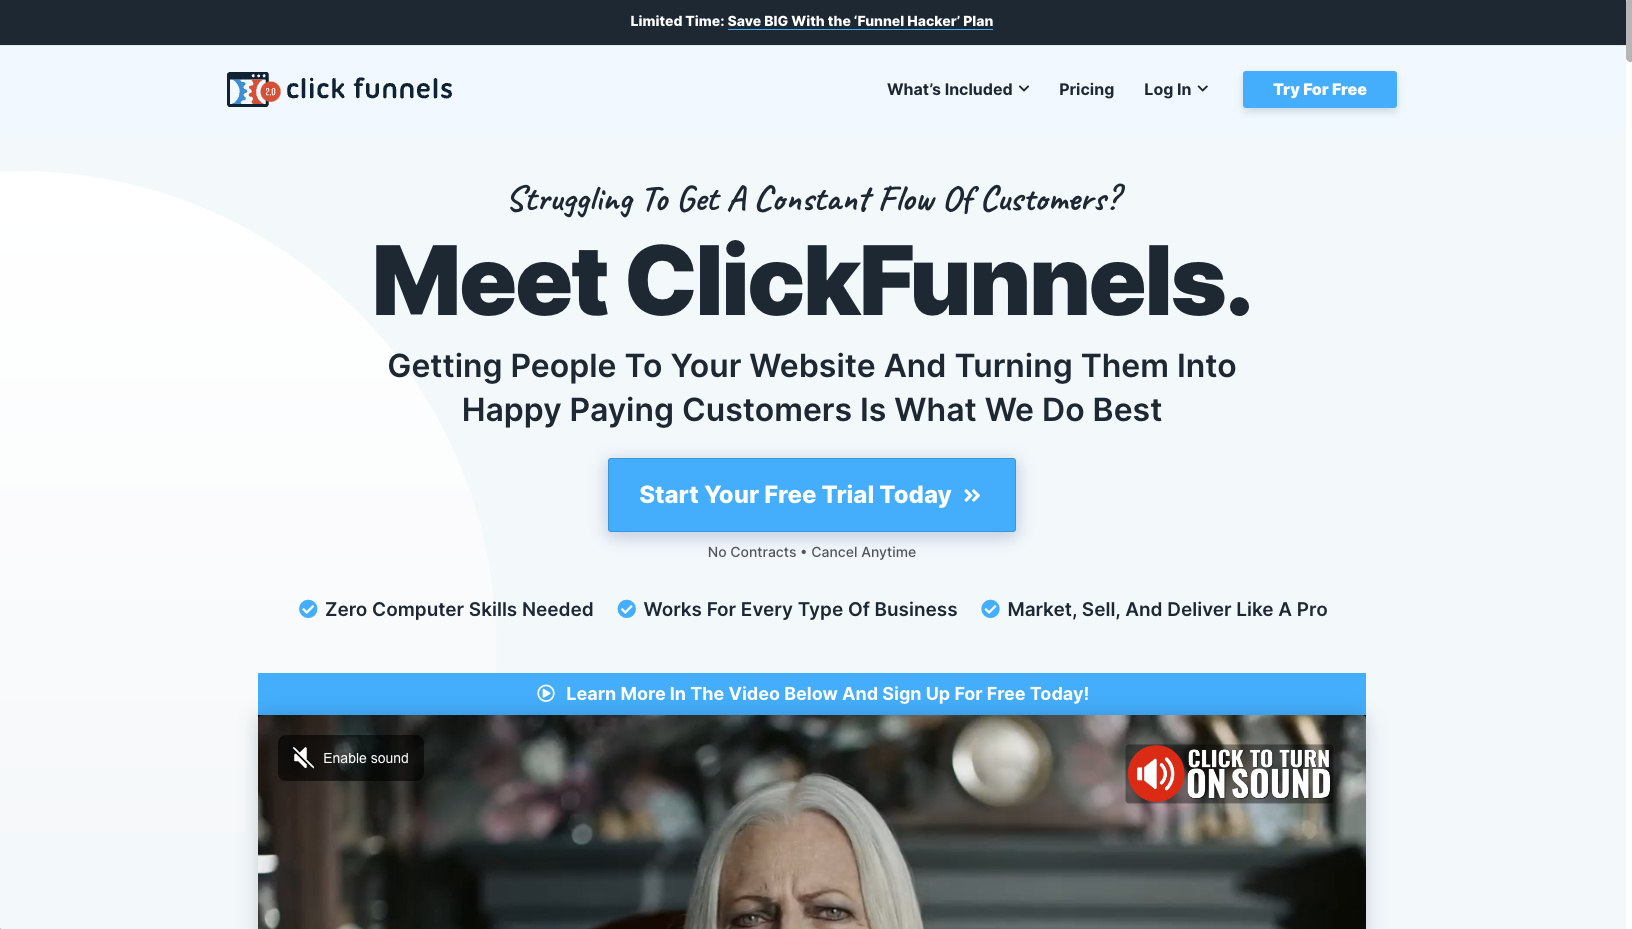 Limited Time: Save BIG With the ‘Funnel Hacker’ Plan
2.0 click funnels
What’s Included
Pricing
Log In
Try For Free
Struggling To Get A Constant Flow Of Customers?
Meet ClickFunnels.
Getting People To Your Website And Turning Them Into
Happy Paying Customers Is What We Do Best
Start Your Free Trial Today »
No Contracts • Cancel Anytime
Zero Computer Skills Needed
Works For Every Type Of Business
Market, Sell, And Deliver Like A Pro
Learn More In The Video Below And Sign Up For Free Today!
Enable sound
CLICK TO TURN
ON SOUND